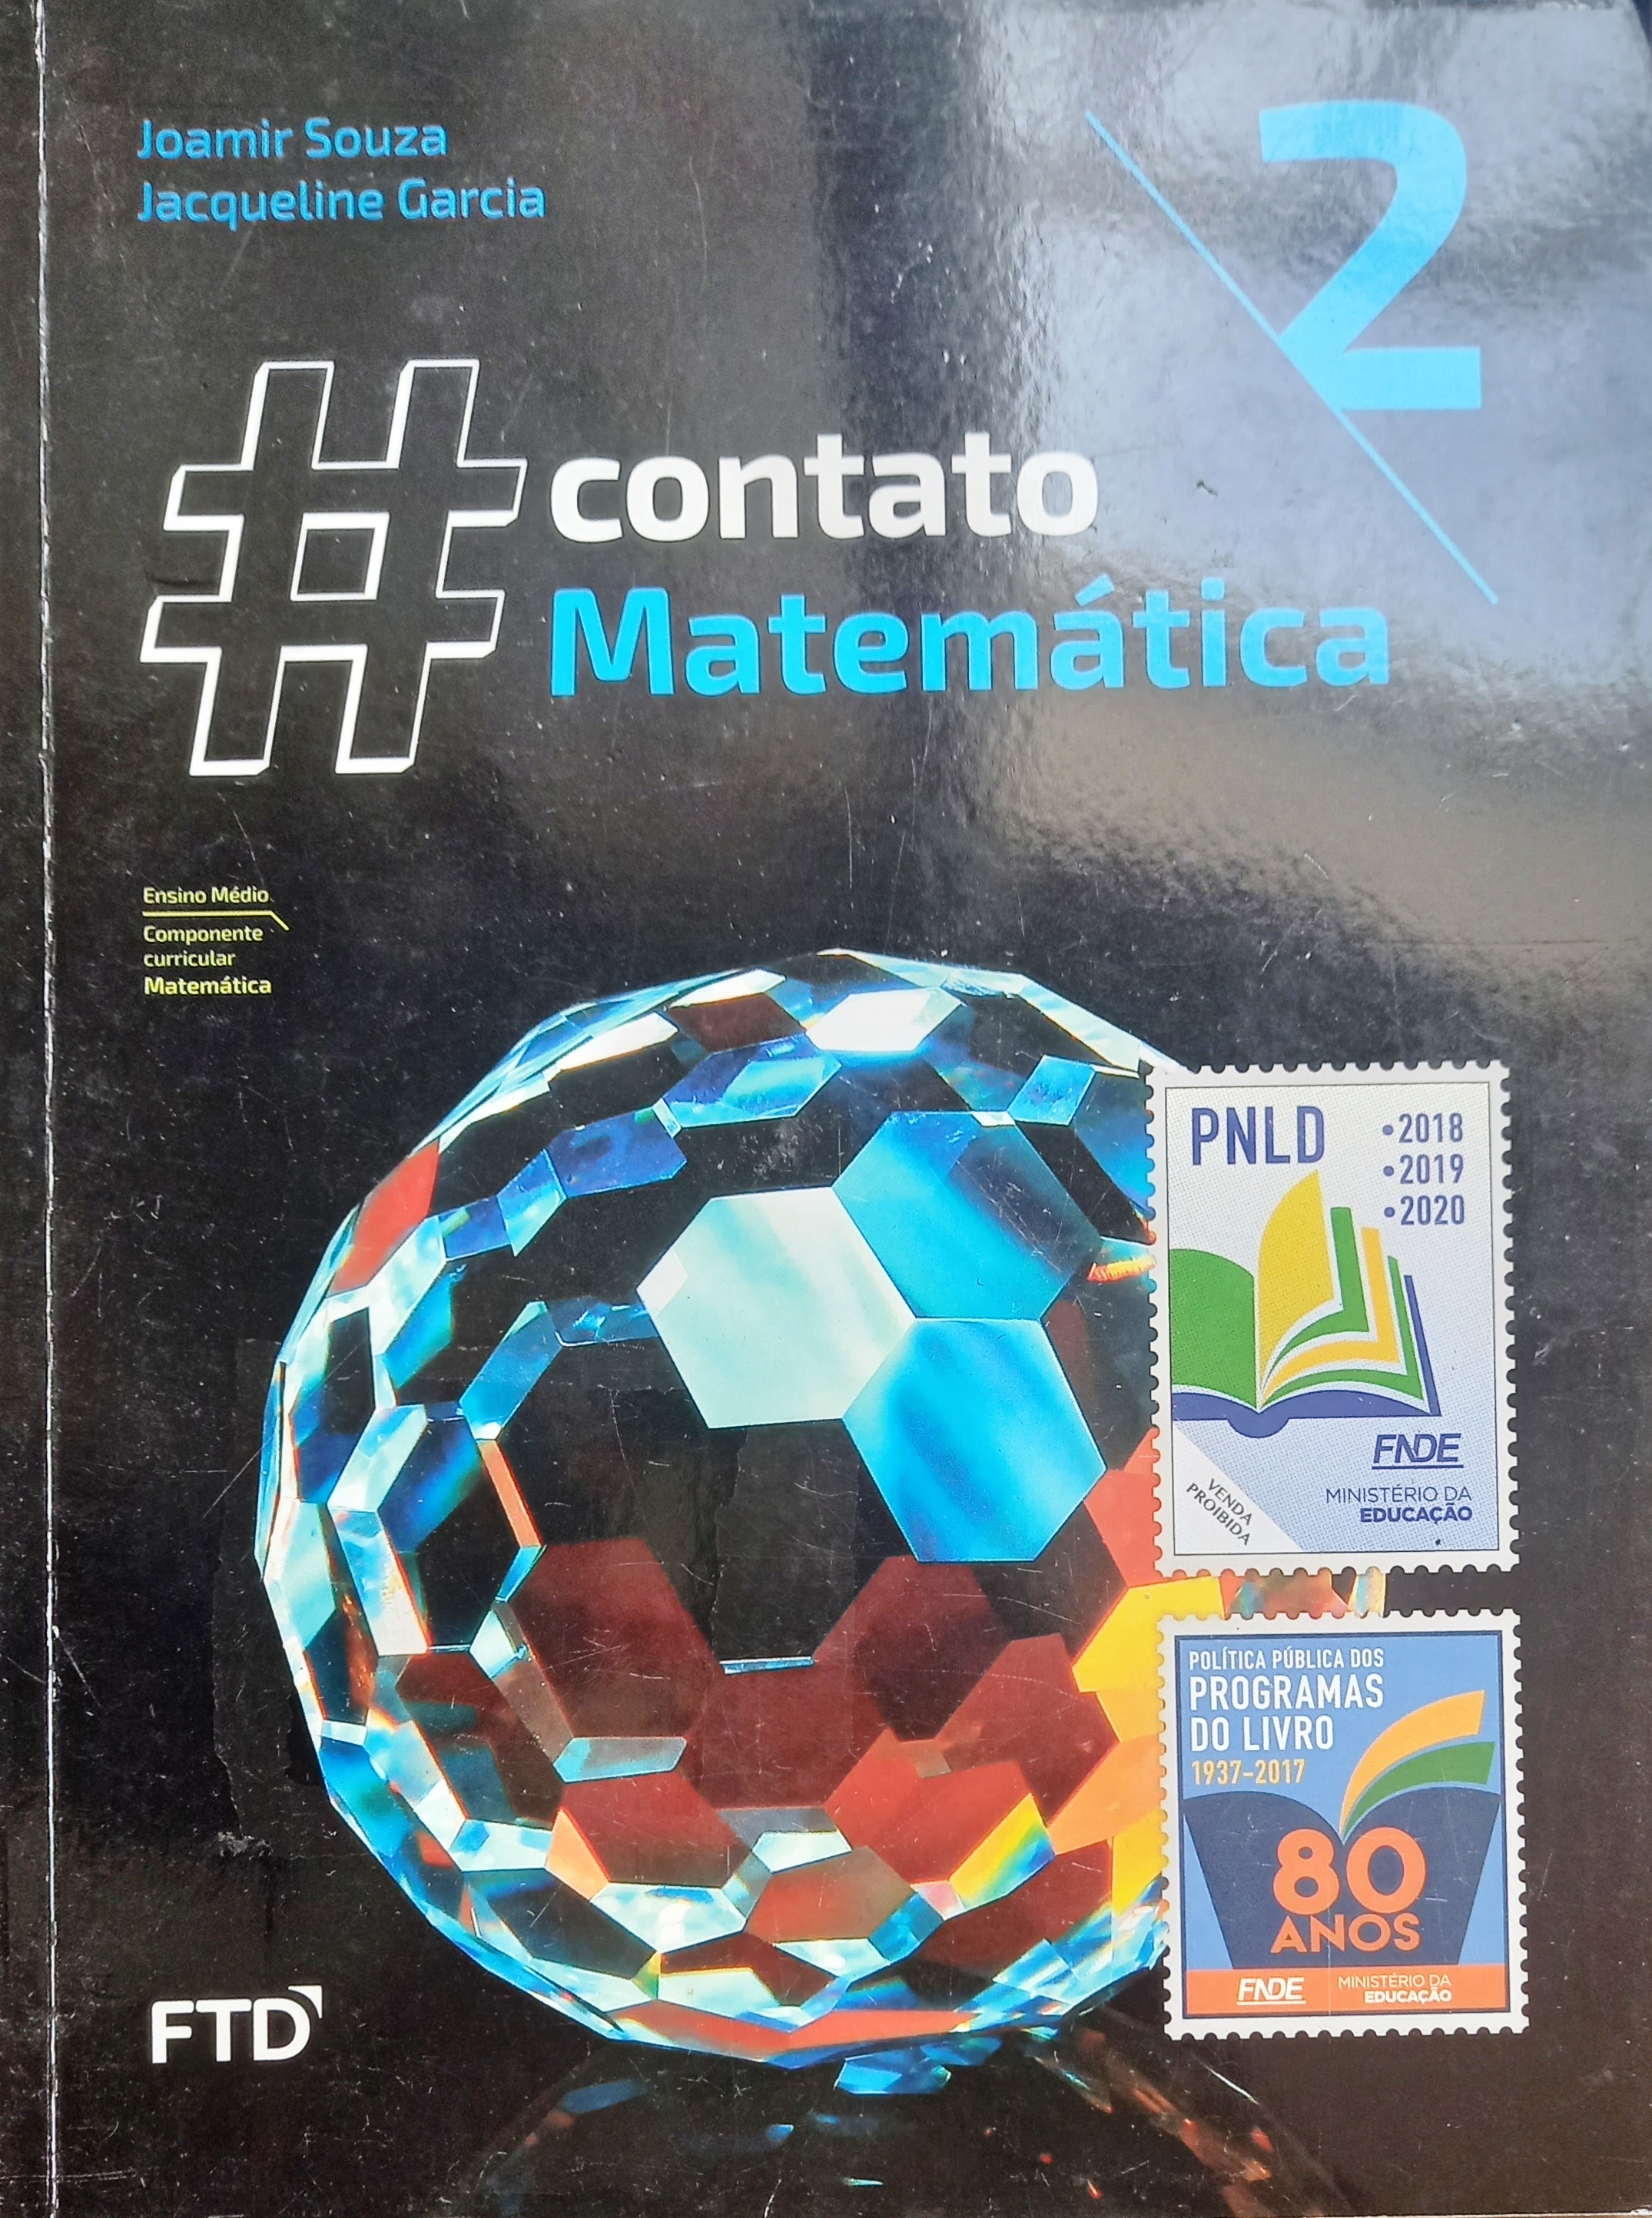 Joamir Souza
Jacqueline Garcia
2
#contato
Matemática
Ensino Médio
Componente
curricular
Matemática
PNLD
•2018
•2019
•2020
FNDE
MINISTÉRIO DA
EDUCAÇÃO
VENDA
PROIBIDA
POLÍTICA PÚBLICA DOS
PROGRAMAS
DO LIVRO
1937-2017
80
ANOS
FNDE
MINISTÉRIO DA
EDUCAÇÃO
FTD